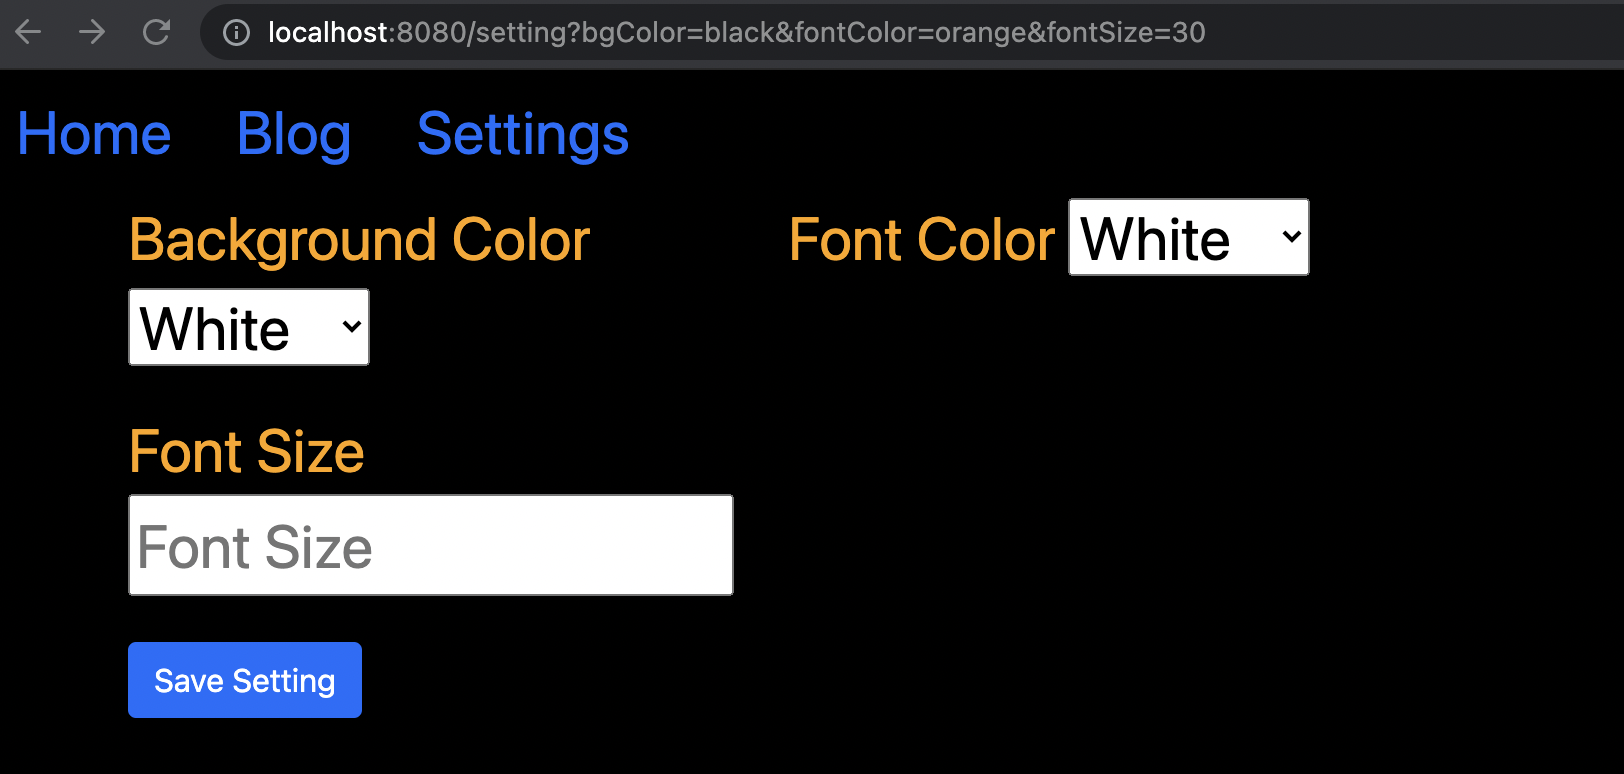 localhost:8080/setting?bgColor=black&fontColor=orange&fontSize=30
Home Blog Settings
Background Color
White
Font Color White
Font Size
Font Size
Save Setting